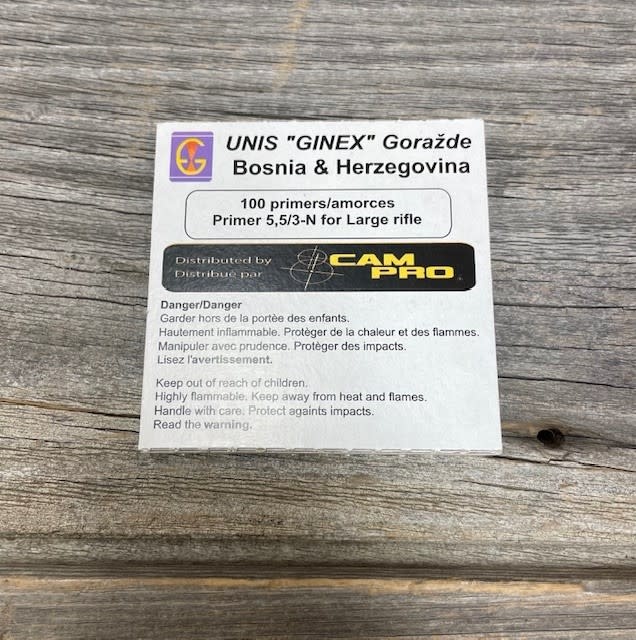 UNIS "GINEX" Goražde
Bosnia & Herzegovina
100 primers/amorces
Primer 5,5/3-N for Large rifle
Distributed by
Distribué par
CAM
PRO
Danger/Danger
Garder hors de la portèe des enfants.
Hautement inflammable. Protèger de la chaleur et des flammes.
Manipuler avec prudence. Protèger des impacts.
Lisez l'avertissement.
Keep out of reach of children.
Highly flammable. Keep away from heat and flames.
Handle with care. Protect againts impacts.
Read the warning.